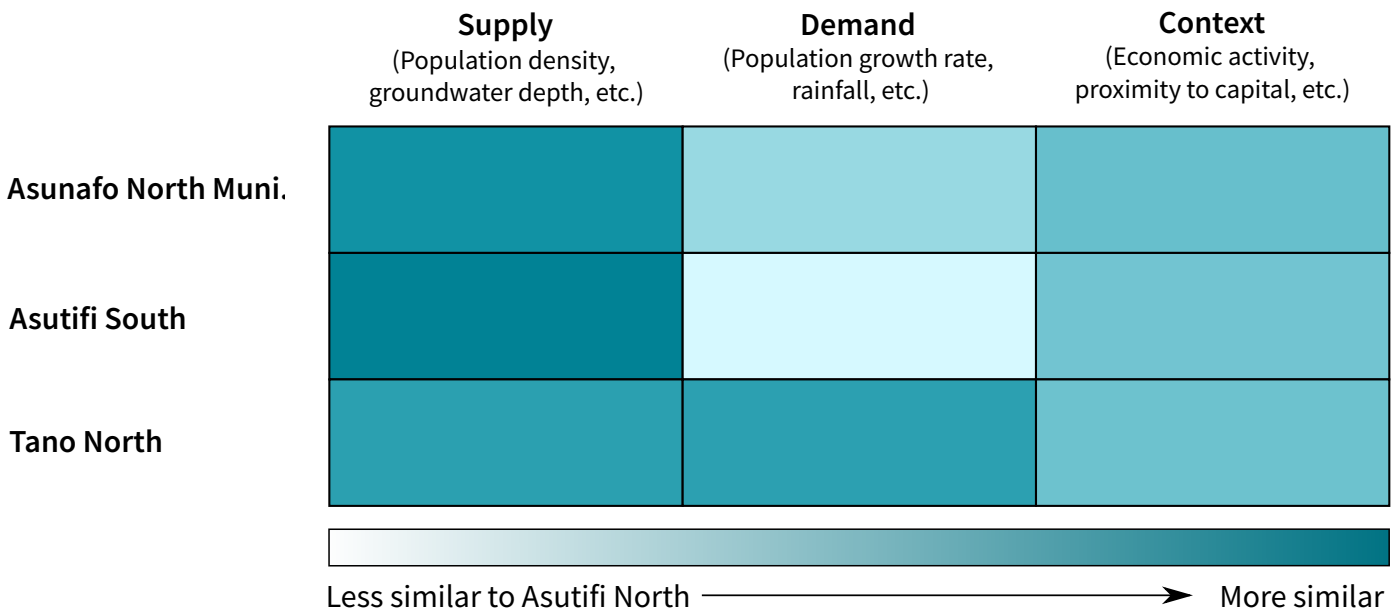 Supply
(Population density,
groundwater depth, etc.)
Demand
(Population growth rate,
rainfall, etc.)
Context
(Economic activity,
proximity to capital, etc.)
Asunafo North Muni.
Asutifi South
Tano North
Less similar to Asutifi North
More similar